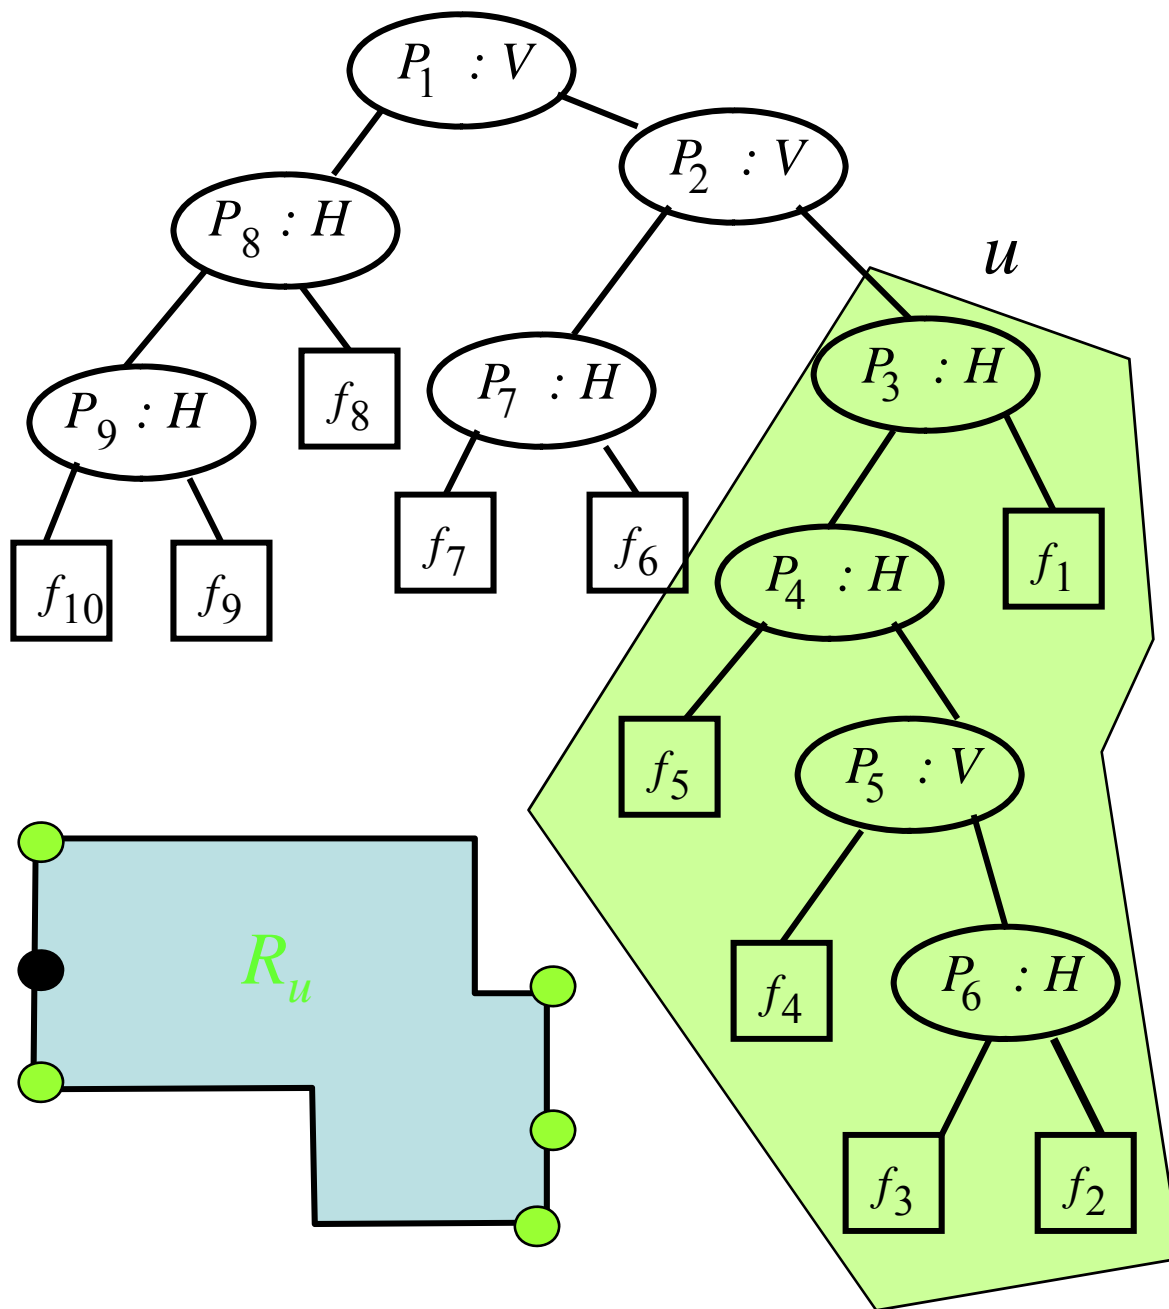 P₁ : V
P₂ : V
P₈ : H
u
P₃ : H
P₇ : H
P₉ : H
f₈
f₁
f₇
f₆
P₄ : H
f₁₀
f₉
f₅
P₅ : V
R_u
f₄
P₆ : H
f₃
f₂